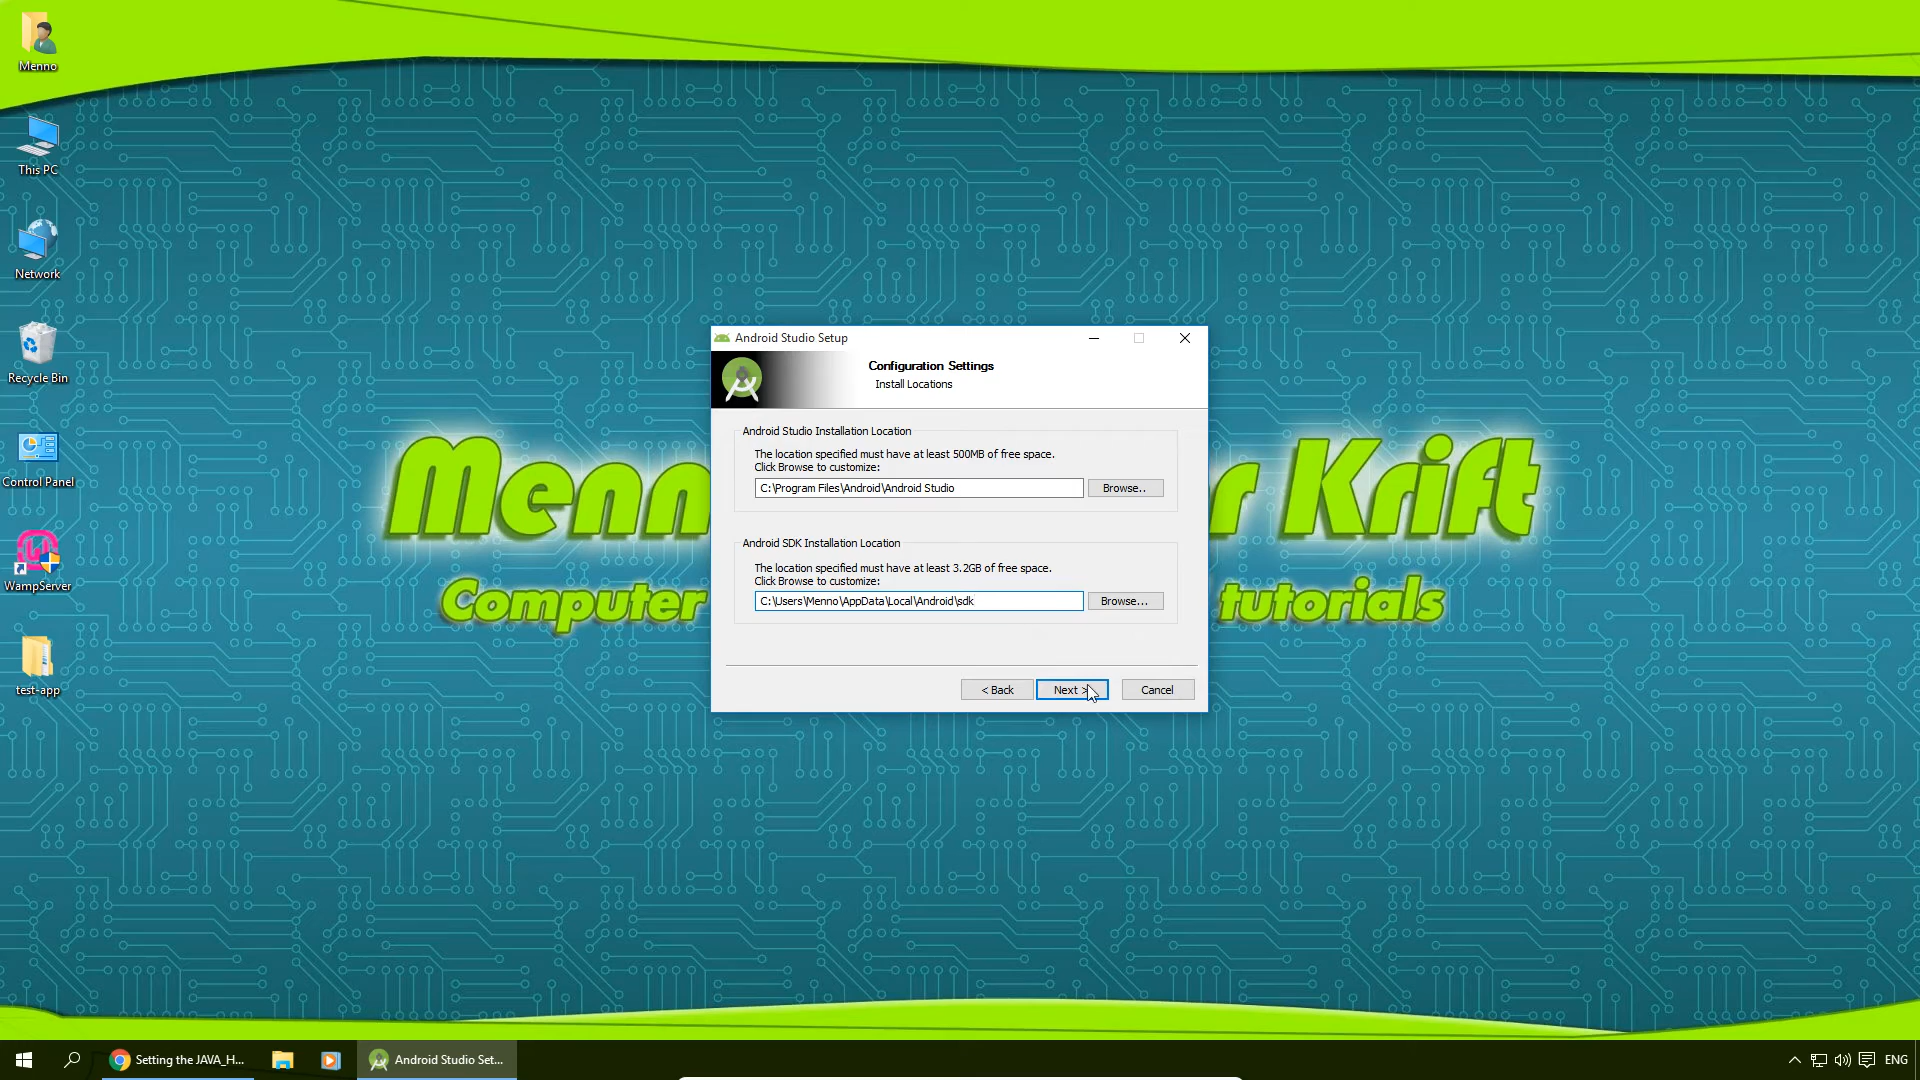 Menno
This PC
Network
Recycle Bin
Control Panel
WampServer
test-app
Menn
r Krift
Computer
tutorials
Android Studio Setup
Configuration Settings
Install Locations
Android Studio Installation Location
The location specified must have at least 500MB of free space.
Click Browse to customize:
C:\Program Files\Android\Android Studio
Browse..
Android SDK Installation Location
The location specified must have at least 3.2GB of free space.
Click Browse to customize:
C:\Users\Menno\AppData\Local\Android\sdk
Browse...
< Back
Next >
Cancel
Setting the JAVA_H...
Android Studio Set...
ENG